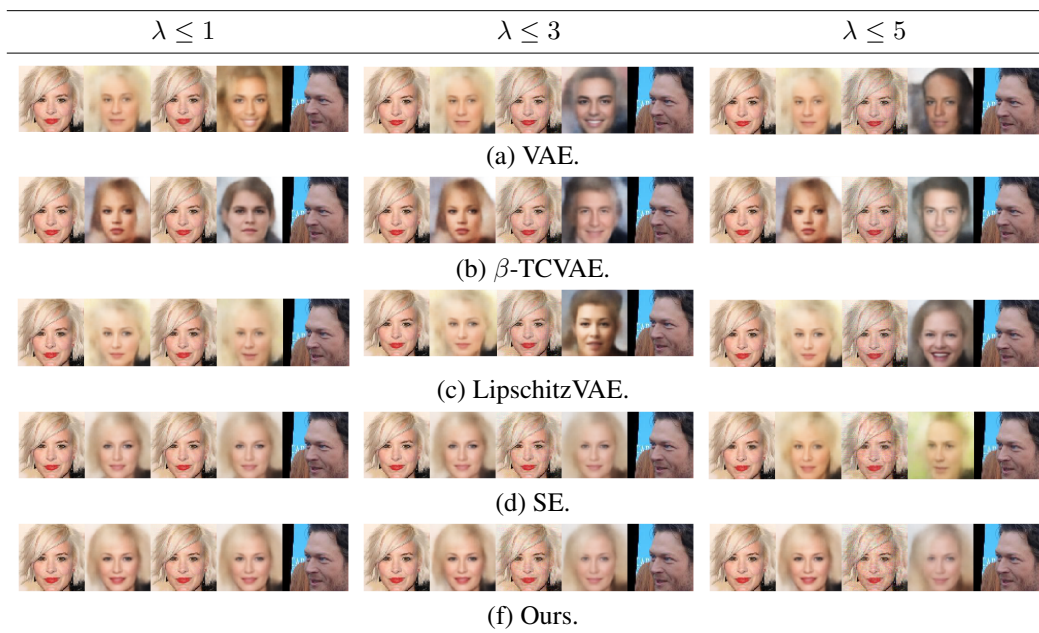 λ ≤ 1 λ ≤ 3 λ ≤ 5
(a) VAE.
(b) β-TCVAE.
(c) LipschitzVAE.
(d) SE.
(f) Ours.